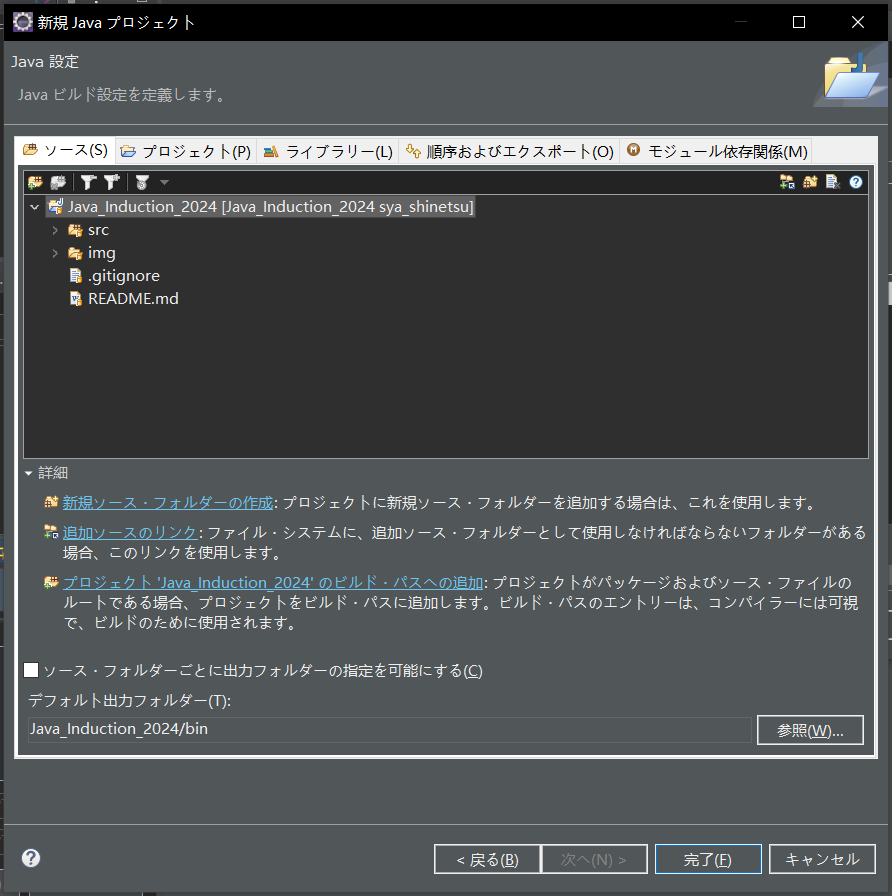 新規 Java プロジェクト
Java 設定
Java ビルド設定を定義します。
ソース(S)
プロジェクト(P)
ライブラリー(L)
順序およびエクスポート(O)
モジュール依存関係(M)
Java_Induction_2024 [Java_Induction_2024 sya_shinetsu]
src
img
.gitignore
README.md
詳細
新規ソース・フォルダーの作成: プロジェクトに新規ソース・フォルダーを追加する場合は、これを使用します。
追加ソースのリンク: ファイル・システムに、追加ソース・フォルダーとして使用しなければならないフォルダーがある
場合、このリンクを使用します。
プロジェクト 'Java_Induction_2024' のビルド・パスへの追加: プロジェクトがパッケージおよびソース・ファイルの
ルートである場合、プロジェクトをビルド・パスに追加します。ビルド・パスのエントリーは、コンパイラーには可視
で、ビルドのために使用されます。
ソース・フォルダーごとに出力フォルダーの指定を可能にする(C)
デフォルト出力フォルダー(T):
Java_Induction_2024/bin
参照(W)...
< 戻る(B)
次へ(N) >
完了(F)
キャンセル